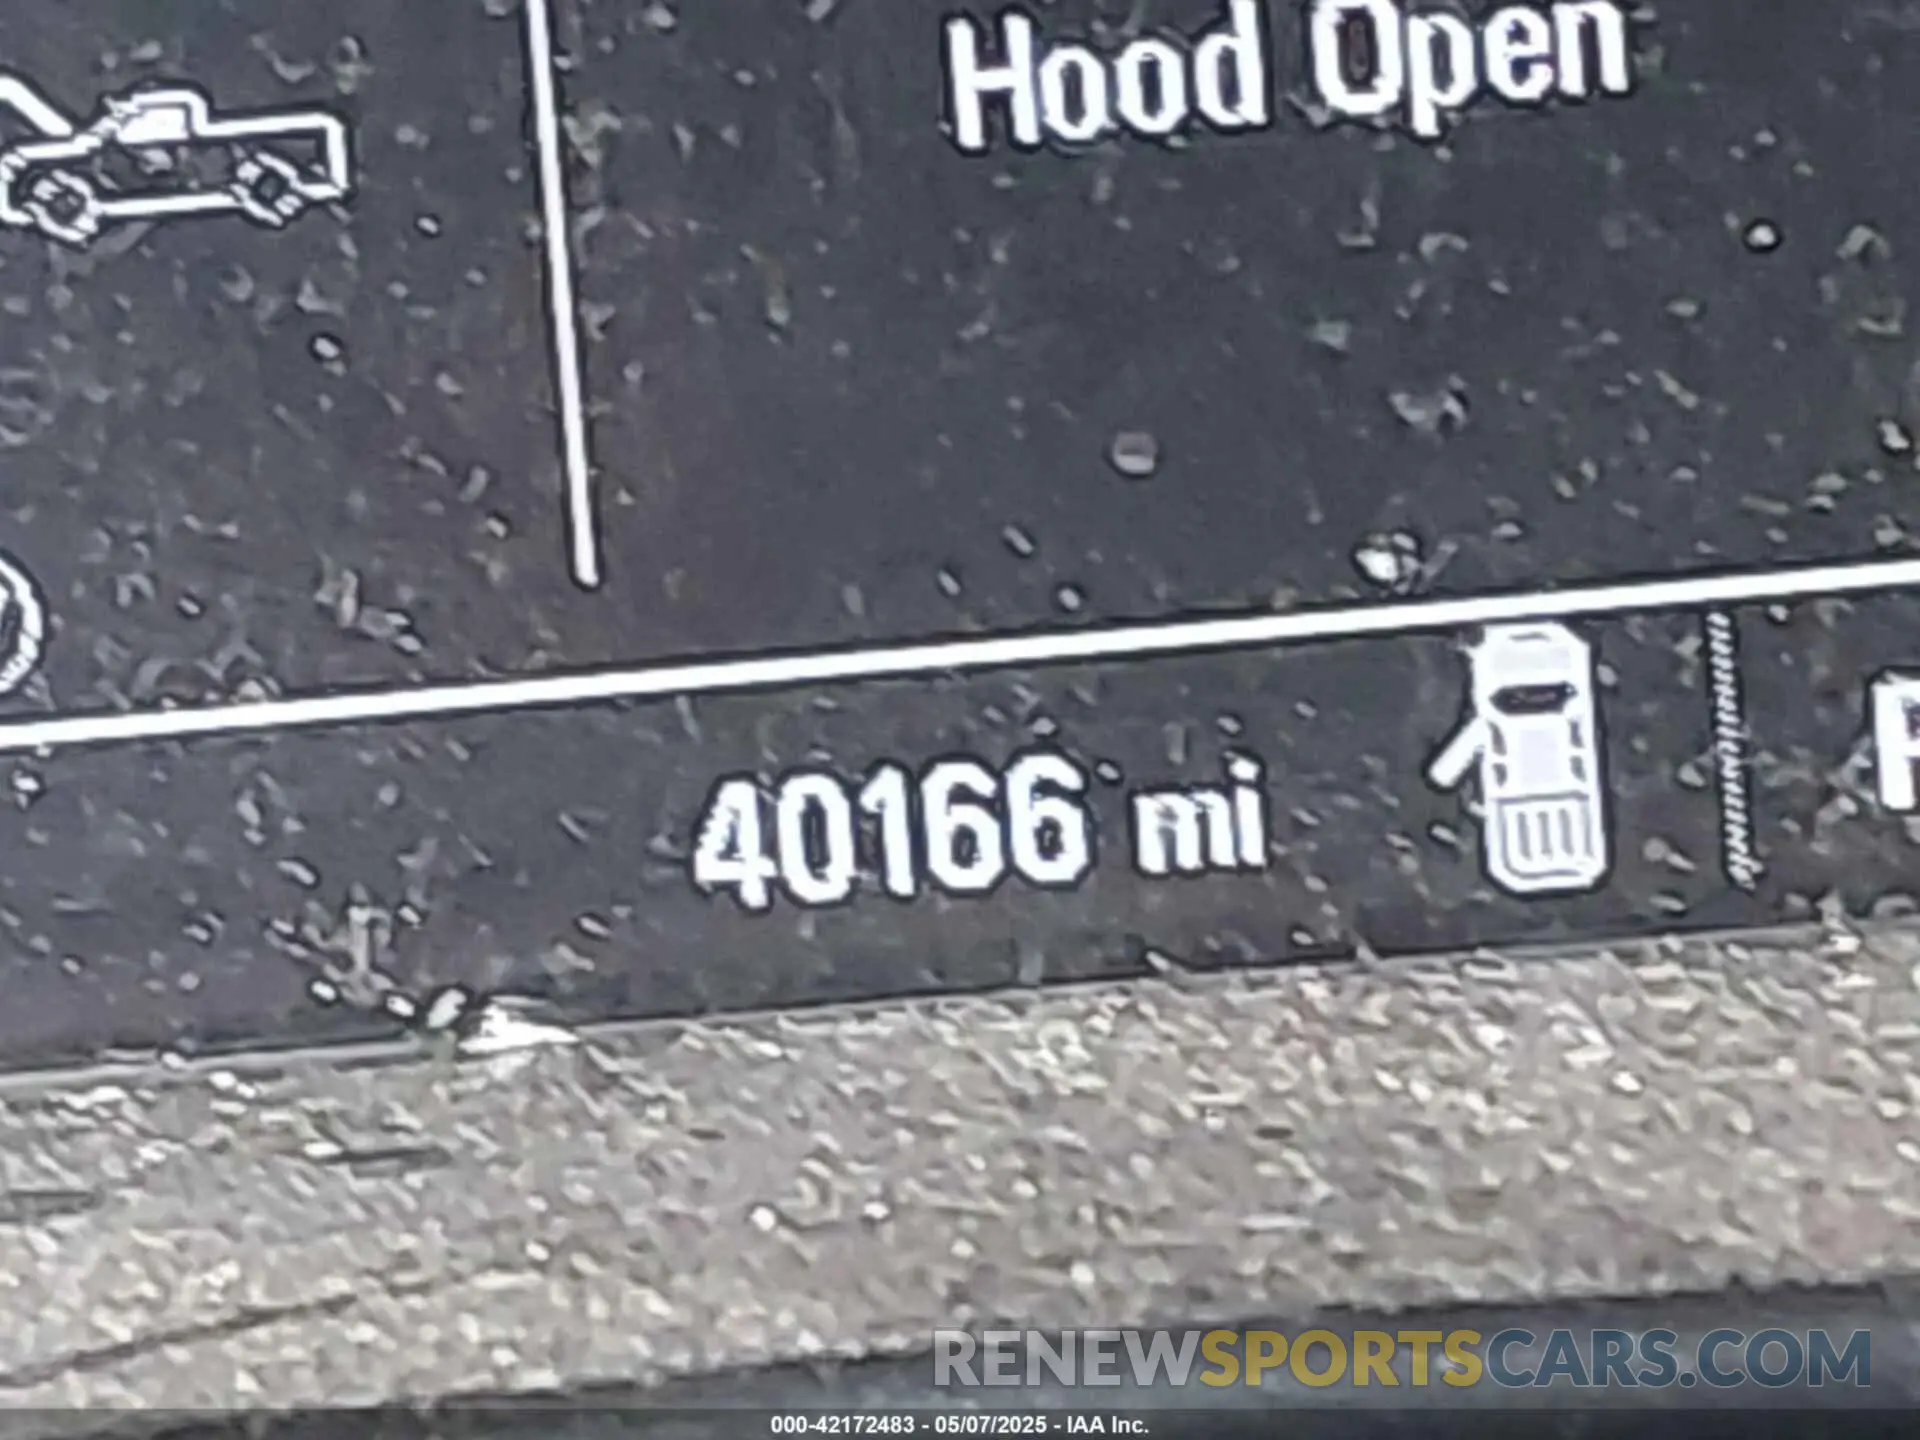 Hood Open
40166 mi
P
RENEWSPORTSCARS.COM
000-42172483 - 05/07/2025 - IAA Inc.